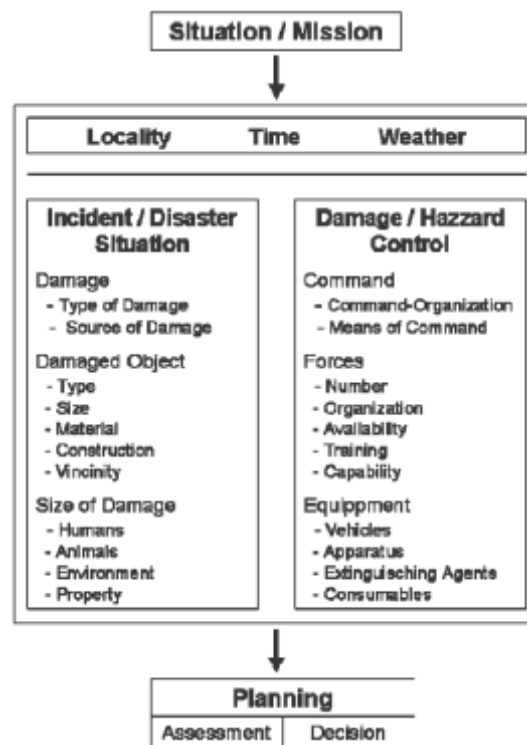 Situation / Mission
Locality Time Weather
Incident / Disaster
Situation
Damage
- Type of Damage
- Source of Damage
Damaged Object
- Type
- Size
- Material
- Construction
- Vincinity
Size of Damage
- Humans
- Animals
- Environment
- Property
Damage / Hazzard
Control
Command
- Command-Organization
- Means of Command
Forces
- Number
- Organization
- Availability
- Training
- Capability
Equippment
- Vehicles
- Apparatus
- Extinguisching Agents
- Consumables
Planning
Assessment Decision